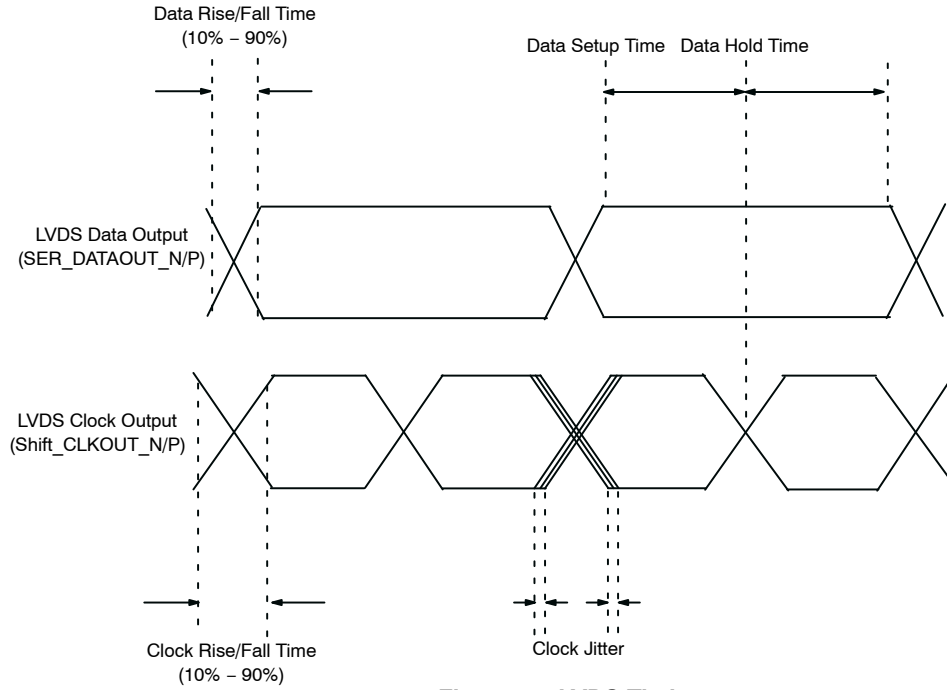 Data Rise/Fall Time
(10% − 90%)
Data Setup Time
Data Hold Time
LVDS Data Output
(SER_DATAOUT_N/P)
LVDS Clock Output
(Shift_CLKOUT_N/P)
Clock Rise/Fall Time
(10% − 90%)
Clock Jitter